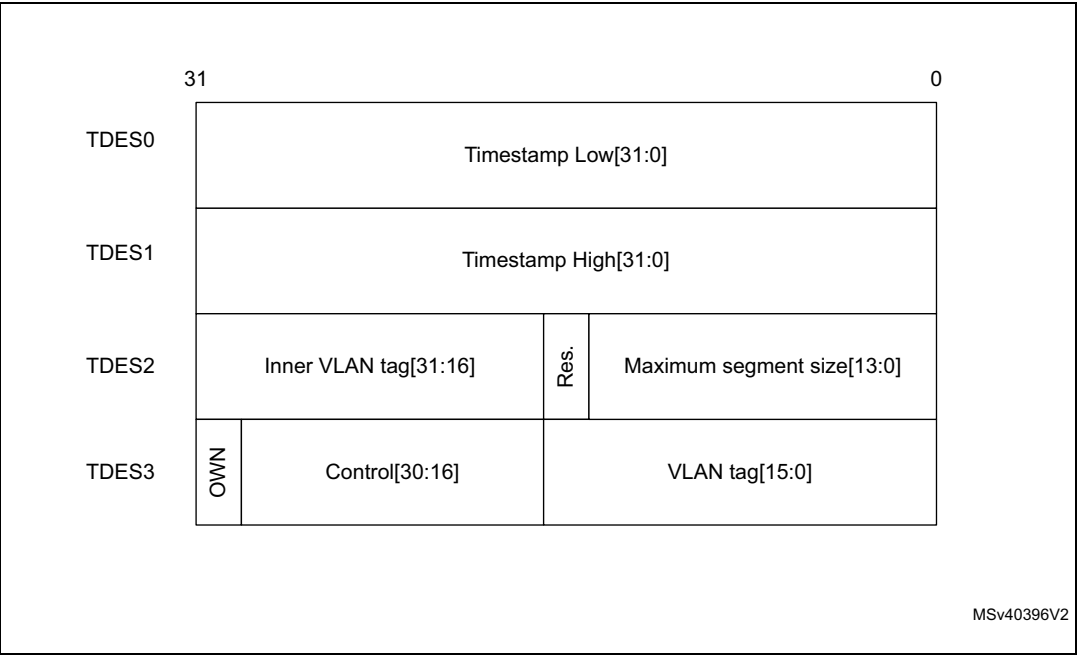 31 0
TDES0 Timestamp Low[31:0]
TDES1 Timestamp High[31:0]
TDES2 Inner VLAN tag[31:16] Res. Maximum segment size[13:0]
TDES3 OWN Control[30:16] VLAN tag[15:0]
MSv40396V2